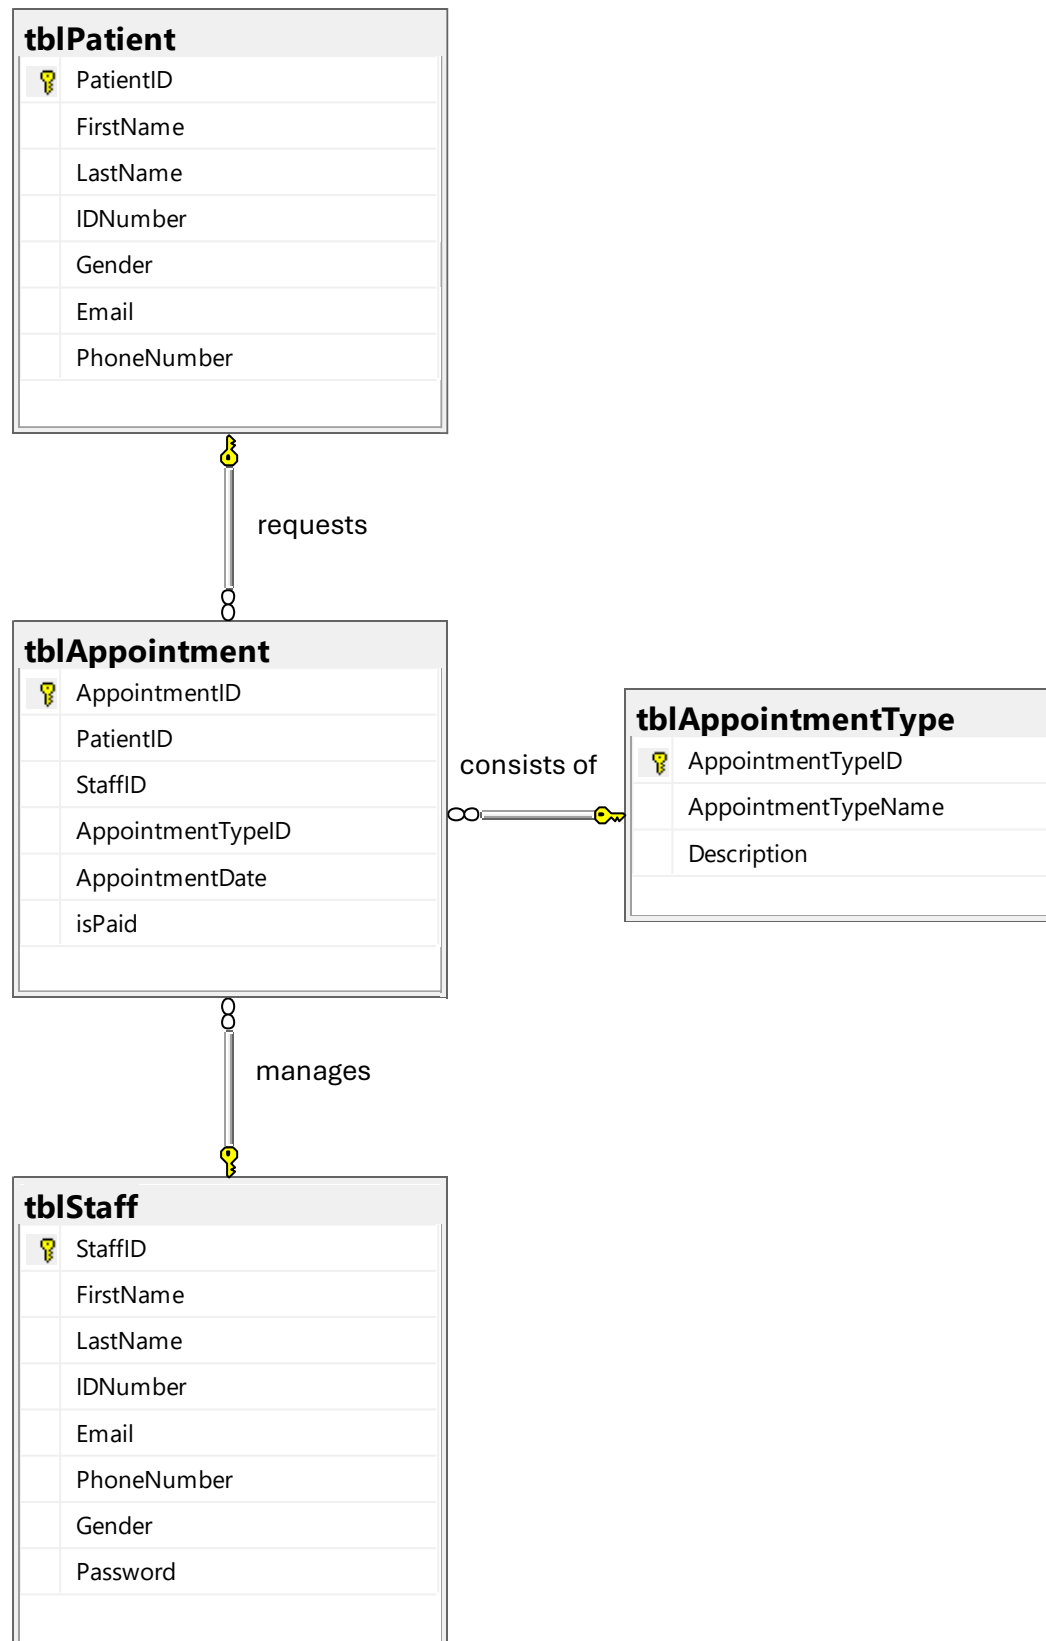 tblPatient
PatientID
FirstName
LastName
IDNumber
Gender
Email
PhoneNumber
requests
tblAppointment
AppointmentID
PatientID
StaffID
AppointmentTypeID
AppointmentDate
isPaid
consists of
tblAppointmentType
AppointmentTypeID
AppointmentTypeName
Description
manages
tblStaff
StaffID
FirstName
LastName
IDNumber
Email
PhoneNumber
Gender
Password